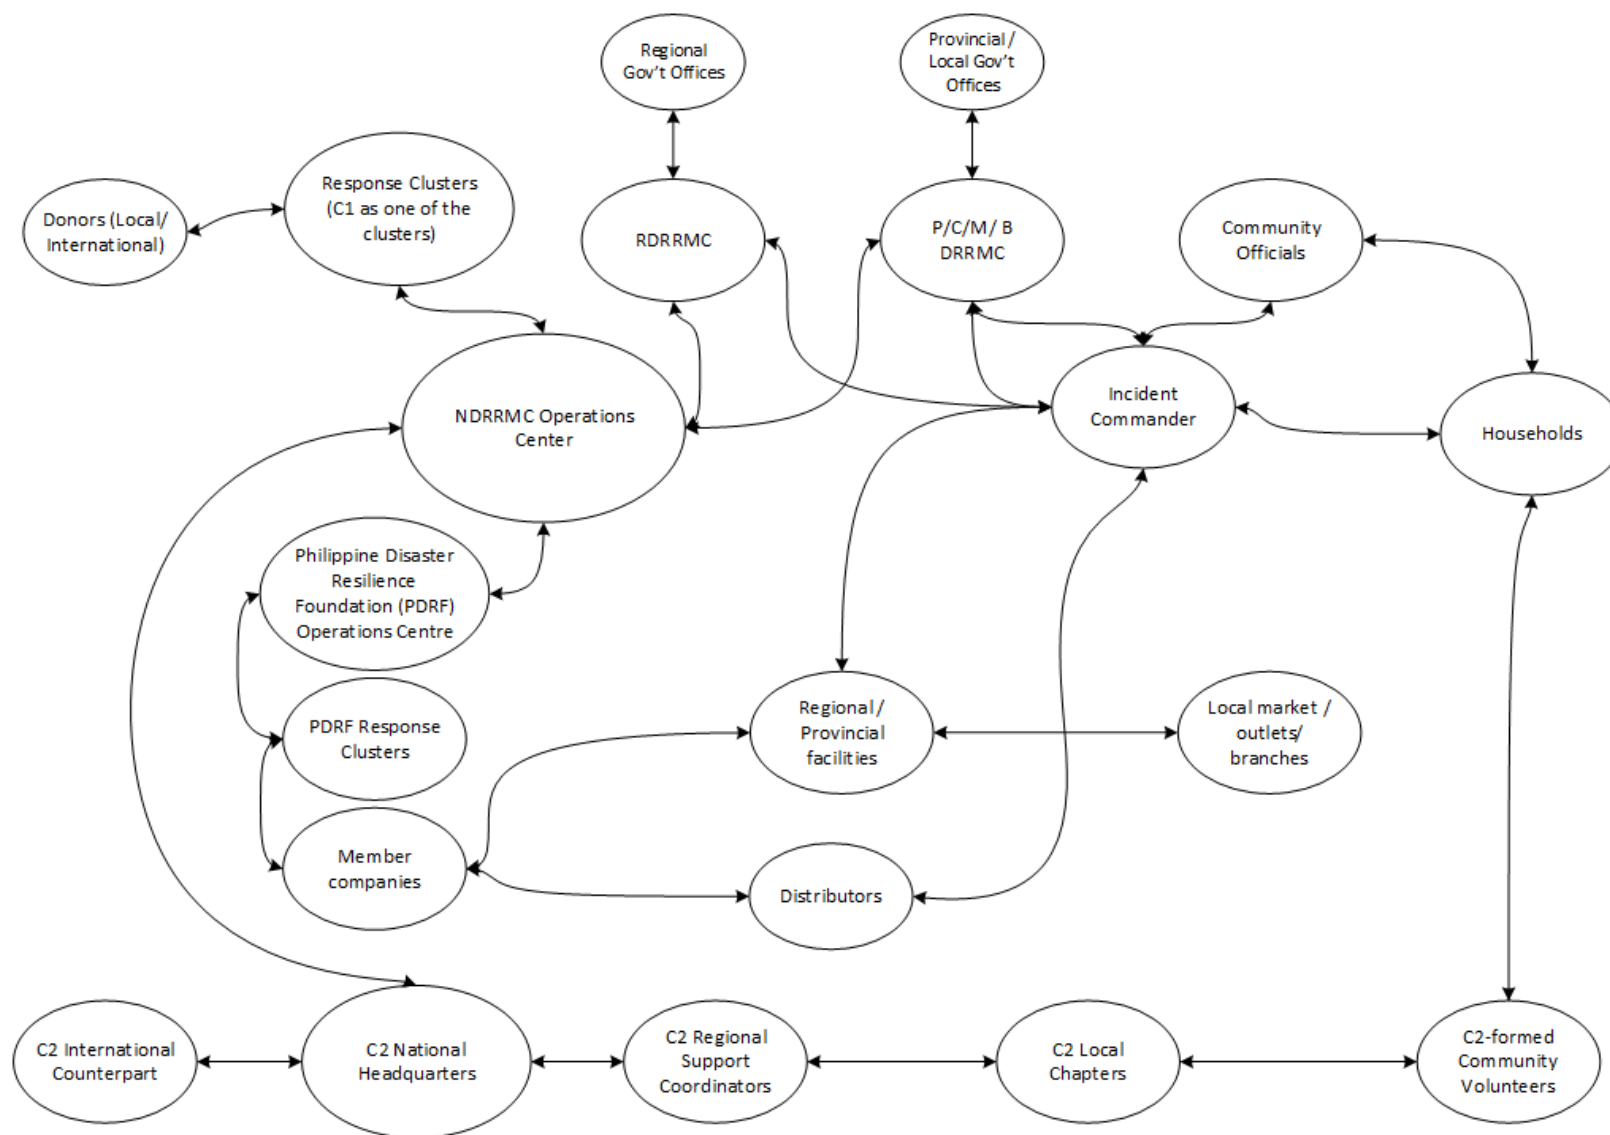 Regional
Gov't Offices
Provincial /
Local Gov't
Offices
Donors (Local/
International)
Response Clusters
(C1 as one of the
clusters)
RDRRMC
P/C/M/ B
DRRMC
Community
Officials
NDRRMC Operations
Center
Incident
Commander
Households
Philippine Disaster
Resilience
Foundation (PDRF)
Operations Centre
PDRF Response
Clusters
Regional /
Provincial
facilities
Local market /
outlets/
branches
Member
companies
Distributors
C2 International
Counterpart
C2 National
Headquarters
C2 Regional
Support
Coordinators
C2 Local
Chapters
C2-formed
Community
Volunteers